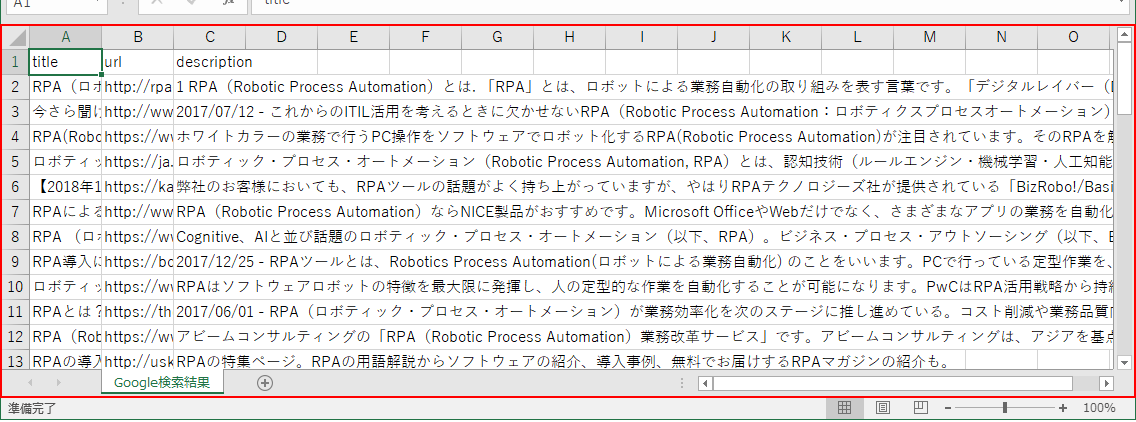 A1 title
A B C D E F G H I J K L M N O
1 title url description
2 RPA（ロボ http://rpa 1 RPA（Robotic Process Automation）とは. 「RPA」とは、ロボットによる業務自動化の取り組みを表す言葉です。「デジタルレイバー（D
3 今さら聞け http://ww 2017/07/12 - これからのITIL活用を考えるときに欠かせないRPA（Robotic Process Automation：ロボティクスプロセスオートメーション）
4 RPA(Robo https://ww ホワイトカラーの業務で行うPC操作をソフトウェアでロボット化するRPA(Robotic Process Automation)が注目されています。そのRPAを解
5 ロボティッ https://ja. ロボティック・プロセス・オートメーション（Robotic Process Automation, RPA）とは、認知技術（ルールエンジン・機械学習・人工知能
6 【2018年1 https://ka 弊社のお客様においても、RPAツールの話題がよく持ち上がっていますが、やはりRPAテクノロジーズ社が提供されている「BizRobo!/Basi
7 RPAによる http://ww RPA（Robotic Process Automation）ならNICE製品がおすすめです。Microsoft OfficeやWebだけでなく、さまざまなアプリの業務を自動化
8 RPA （ロボ https://ww Cognitive、AIと並び話題のロボティック・プロセス・オートメーション（以下、RPA）。ビジネス・プロセス・アウトソーシング（以下、B
9 RPA導入に https://bo 2017/12/25 - RPAツールとは、Robotics Process Automation(ロボットによる業務自動化) のことをいいます。PCで行っている定型作業を、
10 ロボティッ https://ww RPAはソフトウェアロボットの特徴を最大限に発揮し、人の定型的な作業を自動化することが可能になります。PwCはRPA活用戦略から持続
11 RPAとは？ https://th 2017/06/01 - RPA（ロボティック・プロセス・オートメーション）が業務効率化を次のステージに推し進めている。コスト削減や業務品質向
12 RPA（Rob https://ww アビームコンサルティングの「RPA（Robotic Process Automation）業務改革サービス」です。アビームコンサルティングは、アジアを基点
13 RPAの導入 http://usk RPAの特集ページ。RPAの用語解説からソフトウェアの紹介、導入事例、無料でお届けするRPAマガジンの紹介も。
Google検索結果
準備完了 100%